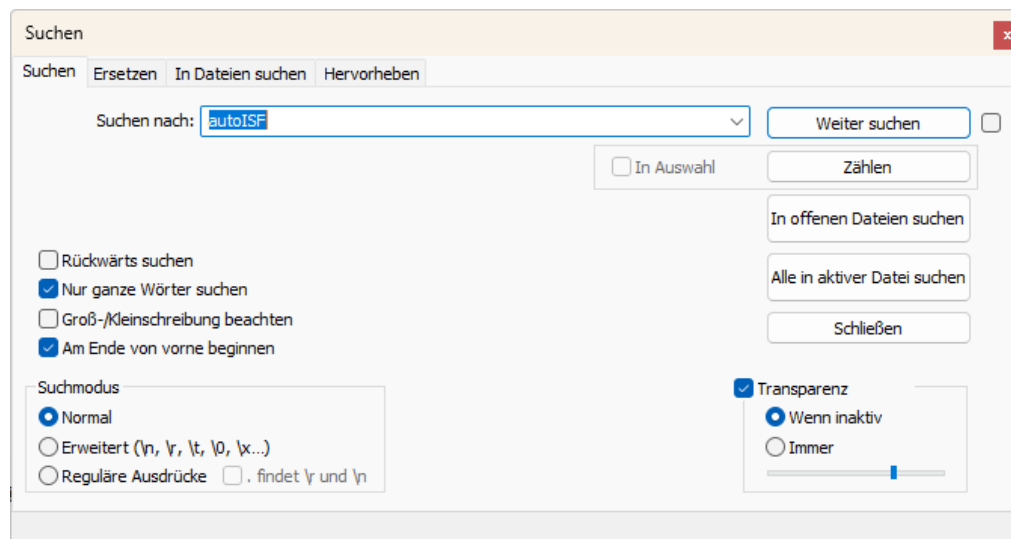 Suchen
x
Suchen Ersetzen In Dateien suchen Hervorheben
Suchen nach: autoISF Weiter suchen
In Auswahl Zählen
In offenen Dateien suchen
Rückwärts suchen
Alle in aktiver Datei suchen
Nur ganze Wörter suchen
Groß-/Kleinschreibung beachten
Schließen
Am Ende von vorne beginnen
Suchmodus
Normal
Erweitert (\n, \r, \t, \0, \x...)
Reguläre Ausdrücke . findet \r und \n
Transparenz
Wenn inaktiv
Immer